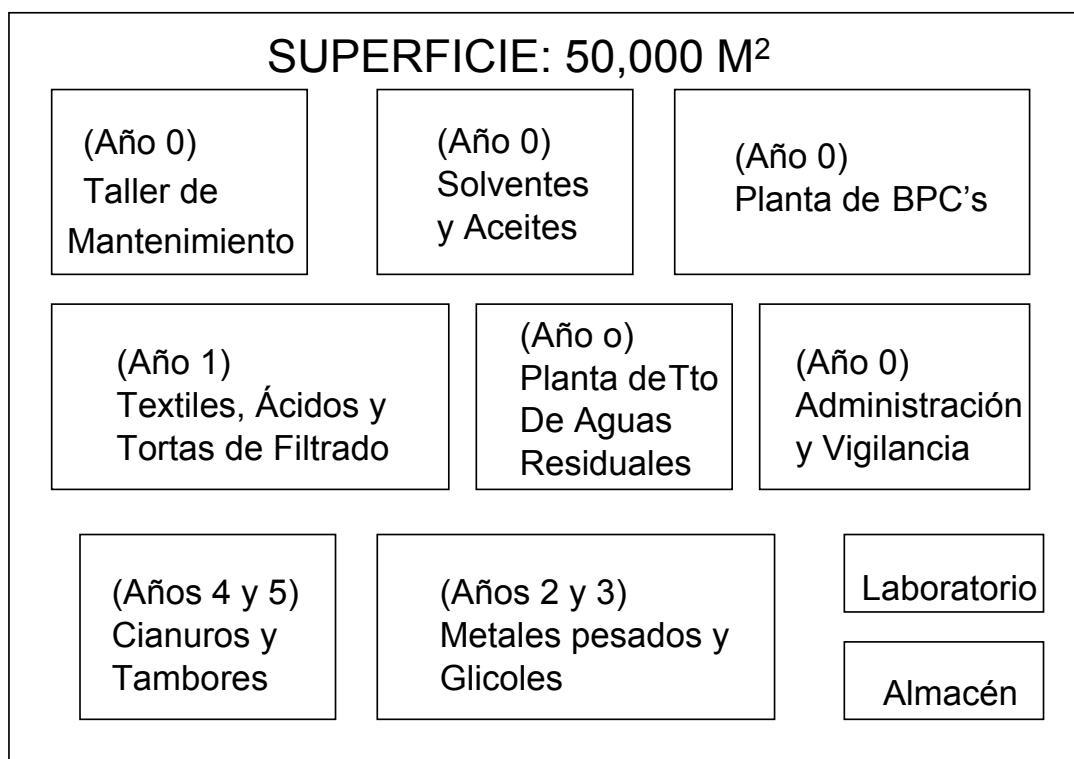 SUPERFICIE: 50,000 M²
(Año 0)
Taller de
Mantenimiento
(Año 0)
Solventes
y Aceites
(Año 0)
Planta de BPC's
(Año 1)
Textiles, Ácidos y
Tortas de Filtrado
(Año o)
Planta deTto
De Aguas
Residuales
(Año 0)
Administración
y Vigilancia
(Años 4 y 5)
Cianuros y
Tambores
(Años 2 y 3)
Metales pesados y
Glicoles
Laboratorio
Almacén